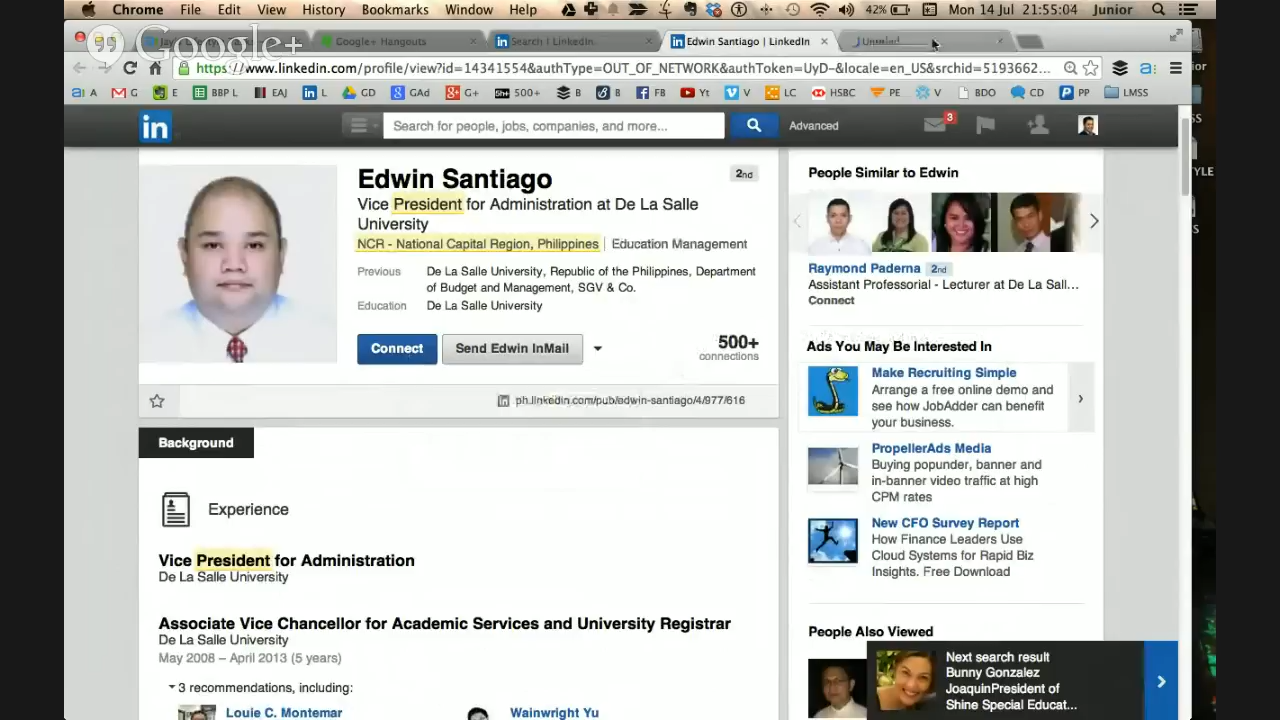 Chrome File Edit View History Bookmarks Window Help 42% Mon 14 Jul 21:55:04 Junior
Google+
Google+ Hangouts × Search | LinkedIn × Edwin Santiago | LinkedIn × Untitled ×
https://www.linkedin.com/profile/view?id=14341554&authType=OUT_OF_NETWORK&authToken=UyD-&locale=en_US&srchid=5193662...
A G E BBP L EAJ L GD GAd G+ 500+ B B FB Yt V LC HSBC PE V BDO CD PP LMSS
in Search for people, jobs, companies, and more... Advanced 3
Edwin Santiago 2nd
Vice President for Administration at De La Salle
University
NCR - National Capital Region, Philippines | Education Management
Previous De La Salle University, Republic of the Philippines, Department
of Budget and Management, SGV & Co.
Education De La Salle University
Connect Send Edwin InMail 500+
connections
ph.linkedin.com/pub/edwin-santiago/4/977/616
Background
Experience
Vice President for Administration
De La Salle University
Associate Vice Chancellor for Academic Services and University Registrar
De La Salle University
May 2008 – April 2013 (5 years)
3 recommendations, including:
Louie C. Montemar Wainwright Yu
People Similar to Edwin
Raymond Paderna 2nd
Assistant Professorial - Lecturer at De La Sall...
Connect
Ads You May Be Interested In
Make Recruiting Simple
Arrange a free online demo and
see how JobAdder can benefit
your business.
PropellerAds Media
Buying popunder, banner and
in-banner video traffic at high
CPM rates
New CFO Survey Report
How Finance Leaders Use
Cloud Systems for Rapid Biz
Insights. Free Download
People Also Viewed
Next search result
Bunny Gonzalez
JoaquinPresident of
Shine Special Educat...